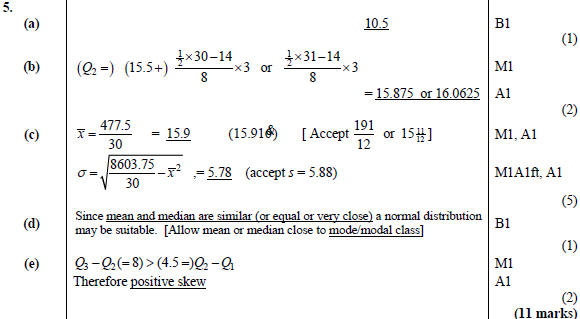 5.
(a) 10.5 B1
(1)
(b) (Q₂ =) (15.5+) (½×30−14)/8 ×3 or (½×31−14)/8 ×3 M1
= 15.875 or 16.0625 A1
(2)
(c) x̄ = 477.5/30 = 15.9 (15.916̇) [ Accept 191/12 or 15 11/12 ] M1, A1
σ = √(8603.75/30 − x̄²) ,= 5.78 (accept s = 5.88) M1A1ft, A1
(5)
(d) Since mean and median are similar (or equal or very close) a normal distribution B1
may be suitable. [Allow mean or median close to mode/modal class]
(1)
(e) Q₃ − Q₂ (= 8) > (4.5 =)Q₂ − Q₁ M1
Therefore positive skew A1
(2)
(11 marks)